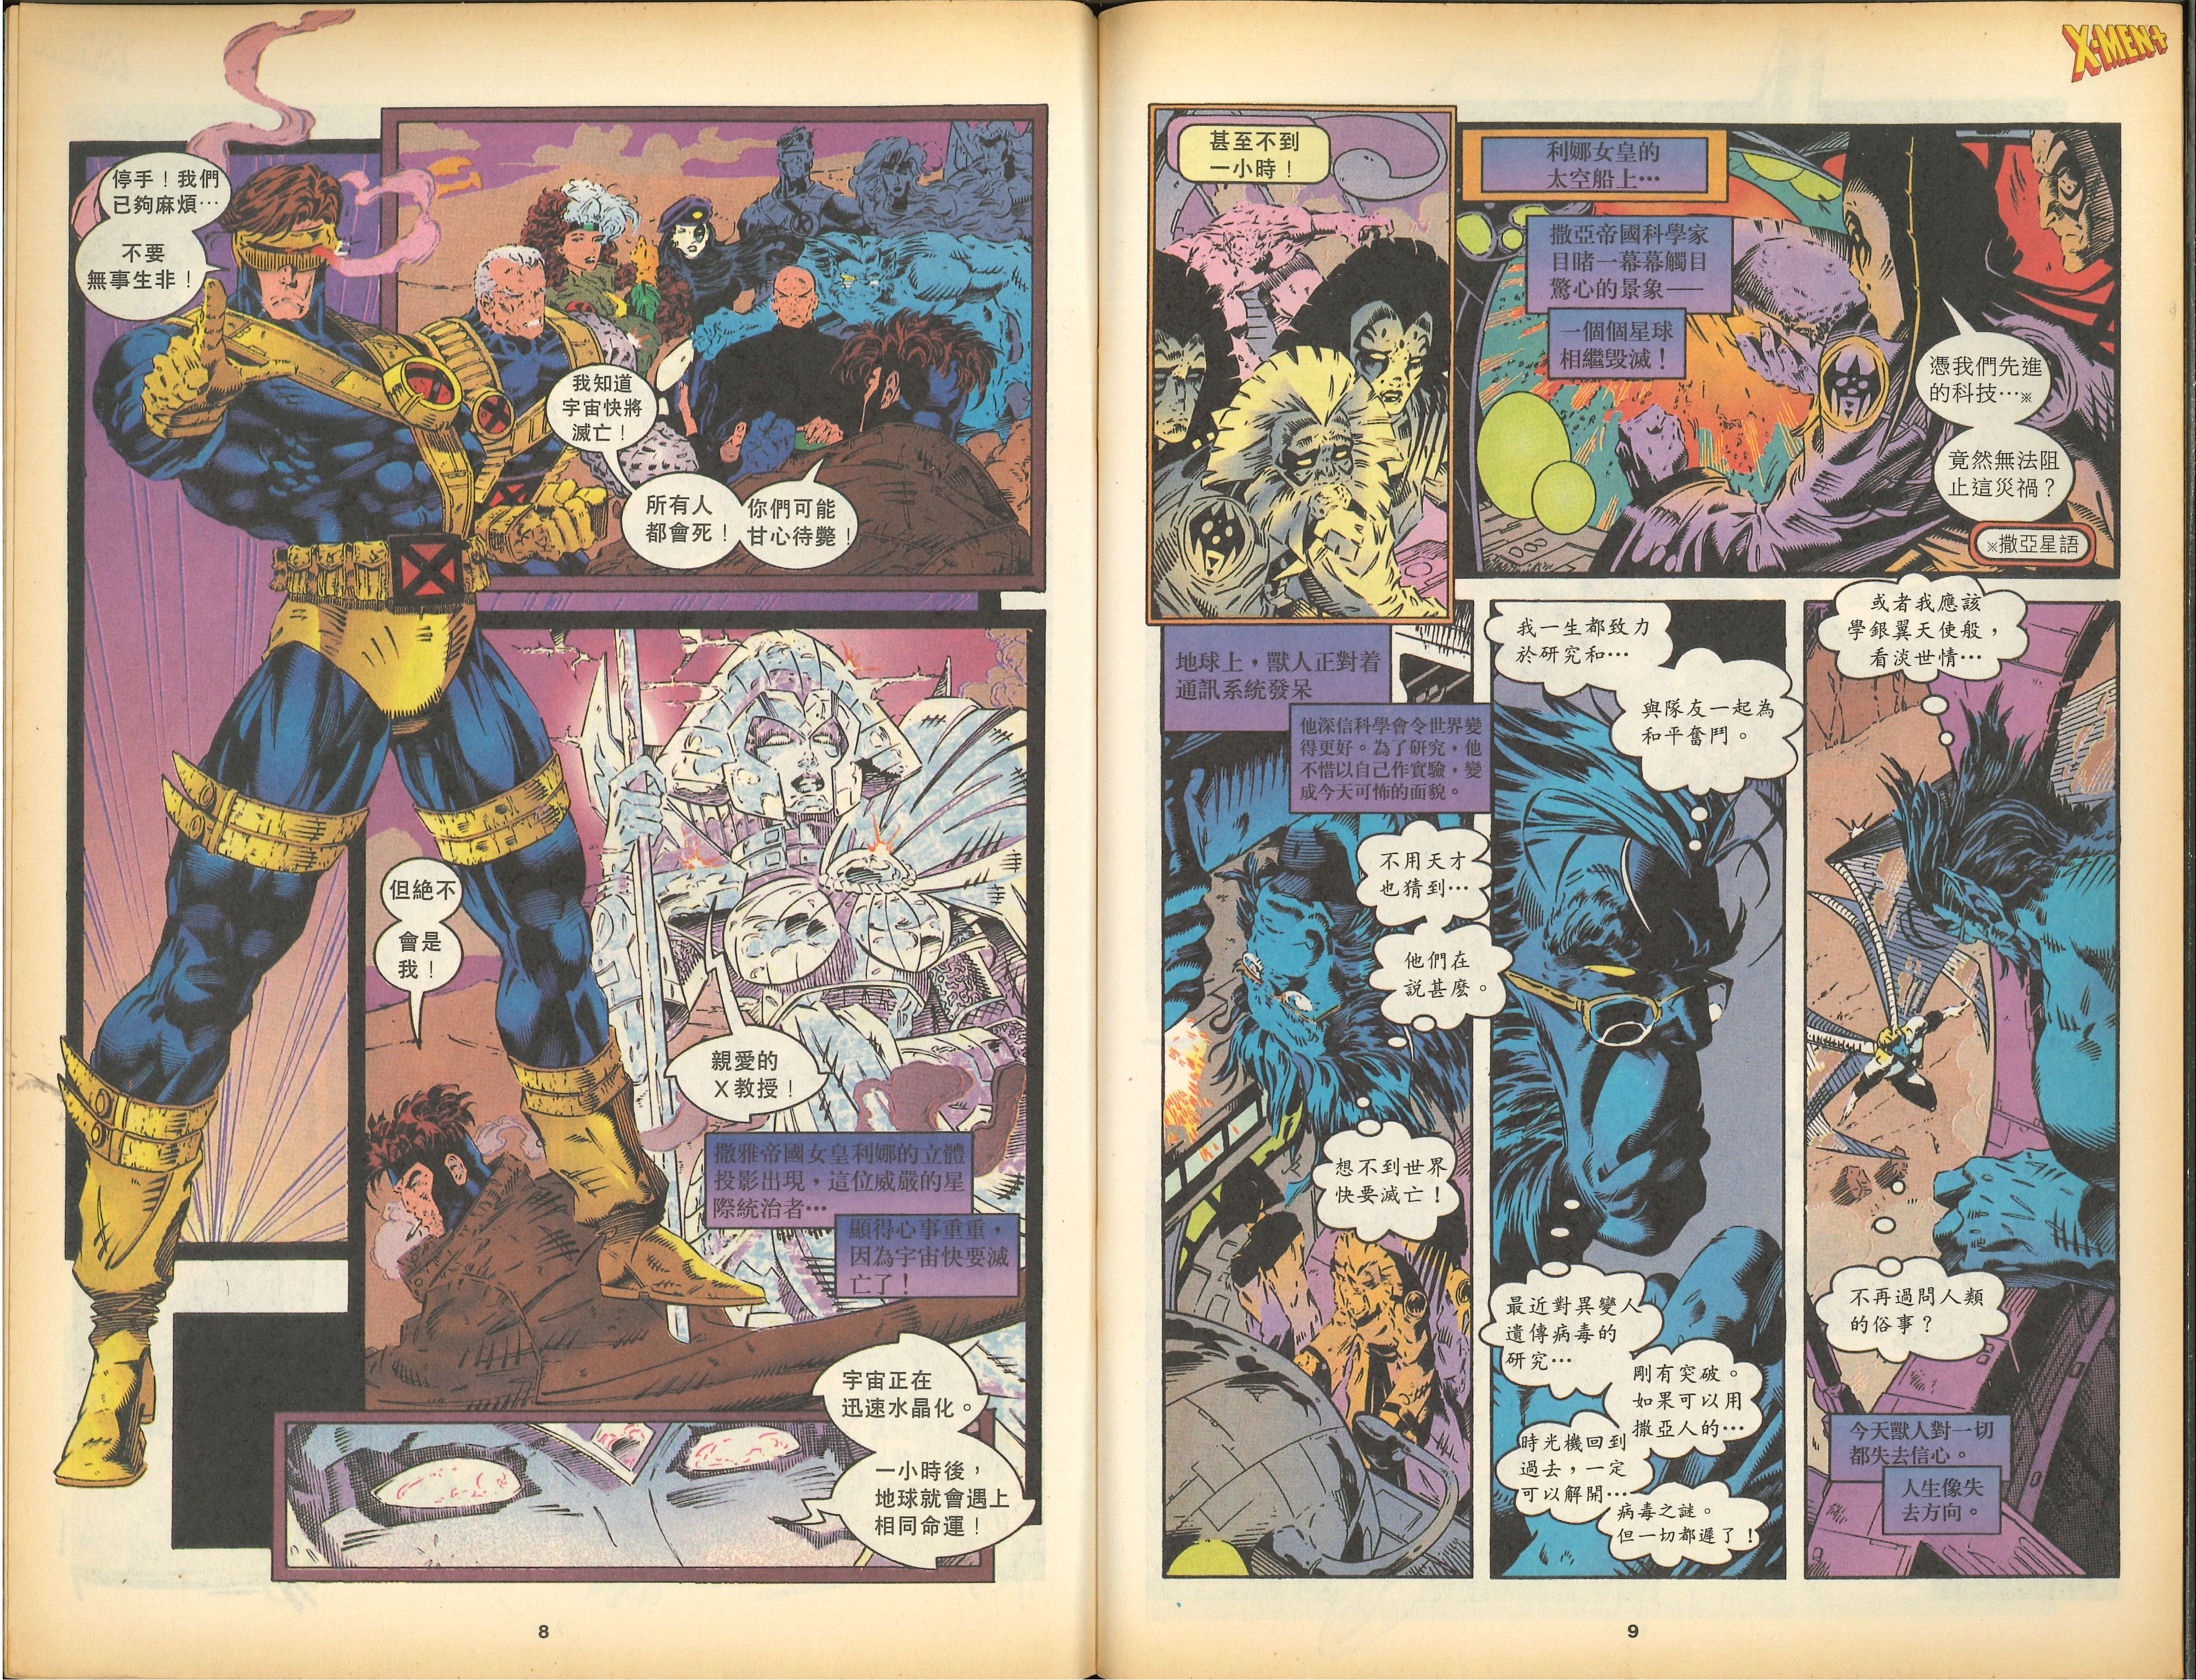 停手！我們
已夠麻煩⋯
不要
無事生非！
我知道
宇宙快將
滅亡！
所有人
都會死！
你們可能
甘心待斃！
但絕不
會是
我！
親愛的
X教授！
撒雅帝國女皇利娜的立體
投影出現，這位威嚴的星
際統治者⋯
顯得心事重重，
因為宇宙快要滅
亡了！
宇宙正在
迅速水晶化。
一小時後，
地球就會遇上
相同命運！
8
X-MEN+
甚至不到
一小時！
利娜女皇的
太空船上⋯
撒亞帝國科學家
目睹一幕幕觸目
驚心的景象——
一個個星球
相繼毀滅！
憑我們先進
的科技⋯※
竟然無法阻
止這災禍？
※撒亞星語
地球上，獸人正對着
通訊系統發呆
他深信科學會令世界變
得更好。為了研究，他
不惜以自己作實驗，變
成今天可怖的面貌。
不用天才
也猜到⋯
他們在
說甚麽。
想不到世界
快要滅亡！
我一生都致力
於研究和⋯
與隊友一起為
和平奮鬥。
最近對異變人
遺傳病毒的
研究⋯
剛有突破。
如果可以用
撒亞人的⋯
時光機回到
過去，一定
可以解開⋯
病毒之謎。
但一切都遲了！
或者我應該
學銀翼天使般，
看淡世情⋯
不再過問人類
的俗事？
今天獸人對一切
都失去信心。
人生像失
去方向。
9